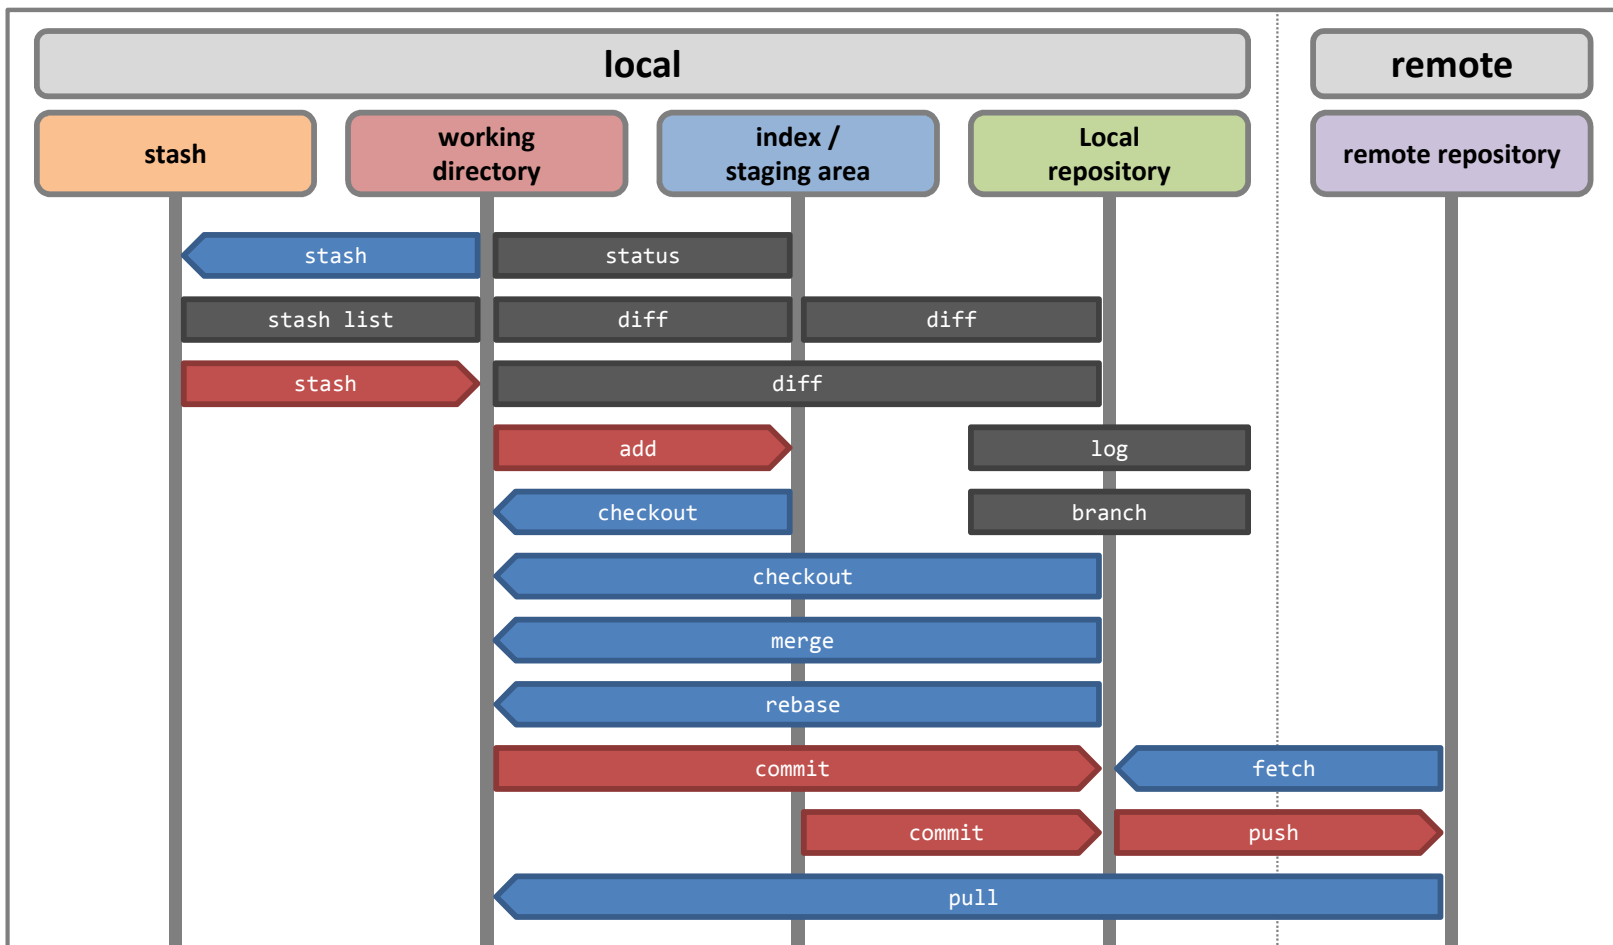 local
remote
stash
working
directory
index /
staging area
Local
repository
remote repository
stash
status
stash list
diff
diff
stash
diff
add
log
checkout
branch
checkout
merge
rebase
commit
fetch
commit
push
pull